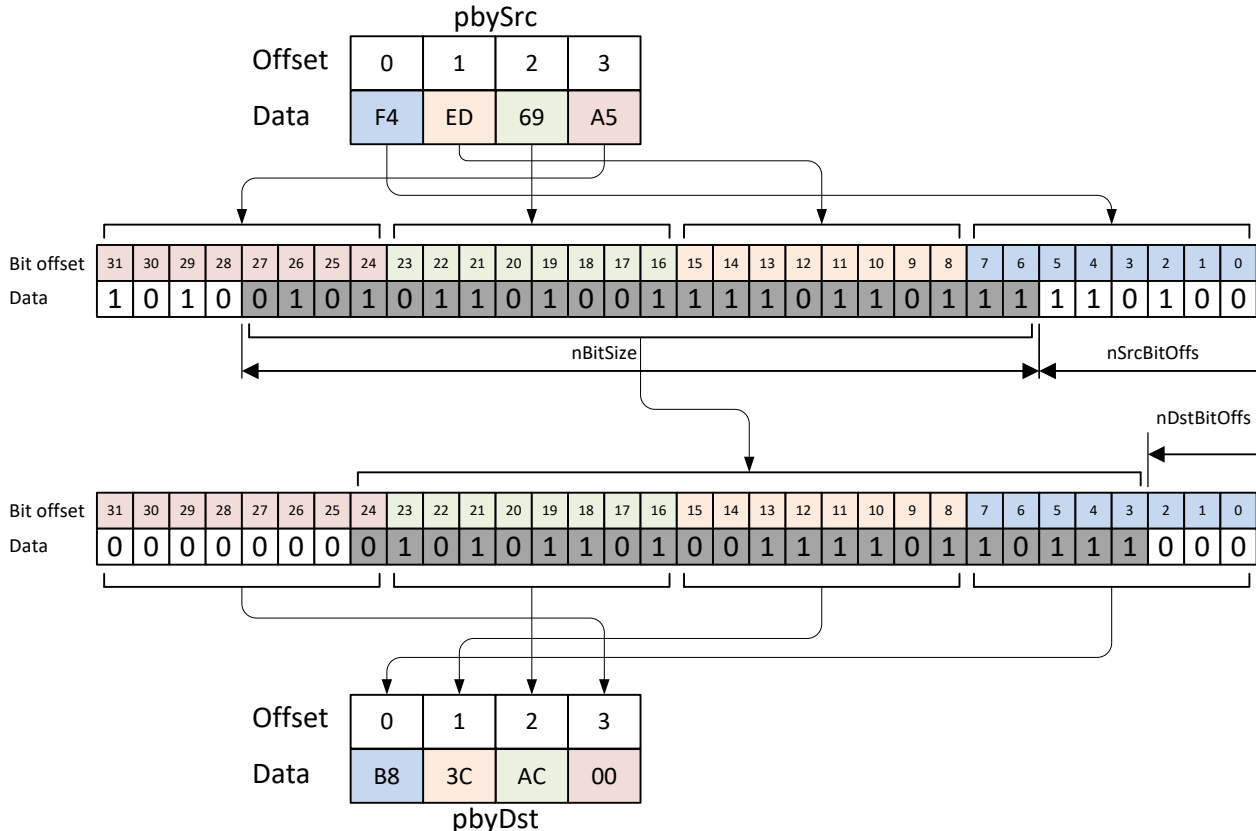 pbySrc
Offset 0 1 2 3
Data F4 ED 69 A5
Bit offset 31 30 29 28 27 26 25 24 23 22 21 20 19 18 17 16 15 14 13 12 11 10 9 8 7 6 5 4 3 2 1 0
Data 1 0 1 0 0 1 0 1 0 1 1 0 1 0 0 1 1 1 1 0 1 1 0 1 1 1 1 1 0 1 0 0
nBitSize nSrcBitOffs
nDstBitOffs
Bit offset 31 30 29 28 27 26 25 24 23 22 21 20 19 18 17 16 15 14 13 12 11 10 9 8 7 6 5 4 3 2 1 0
Data 0 0 0 0 0 0 0 0 1 0 1 0 1 1 0 1 0 0 1 1 1 1 0 1 1 0 1 1 1 0 0 0
Offset 0 1 2 3
Data B8 3C AC 00
pbyDst